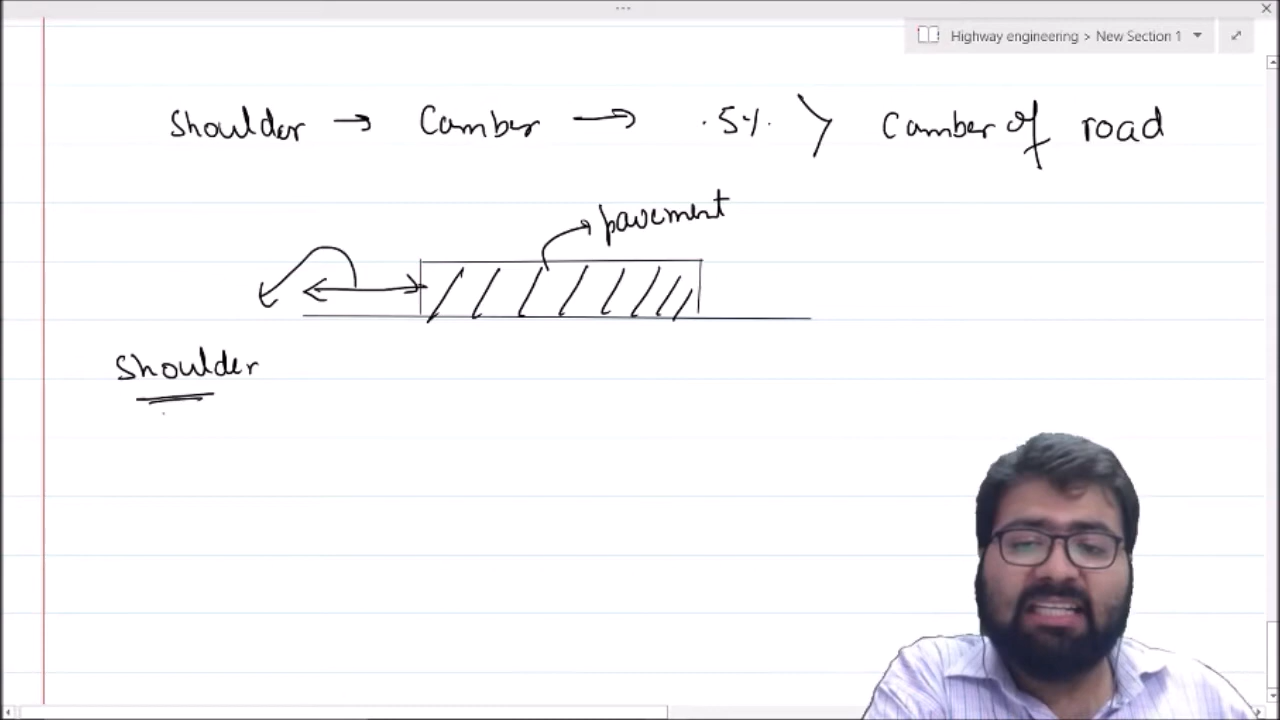 Highway engineering > New Section 1
Shoulder → Camber → .5%. > Camber of road
pavement
Shoulder